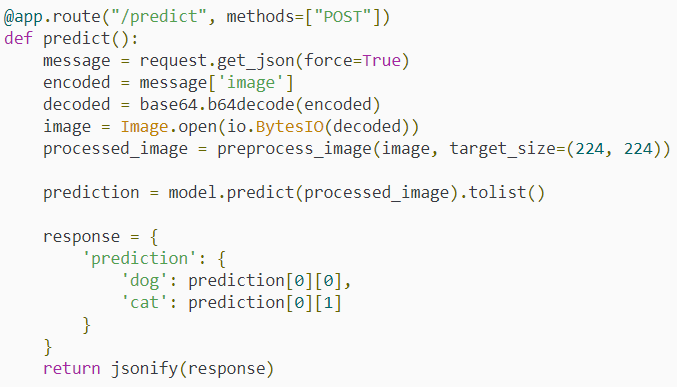 @app.route("/predict", methods=["POST"])
def predict():
    message = request.get_json(force=True)
    encoded = message['image']
    decoded = base64.b64decode(encoded)
    image = Image.open(io.BytesIO(decoded))
    processed_image = preprocess_image(image, target_size=(224, 224))

    prediction = model.predict(processed_image).tolist()

    response = {
        'prediction': {
            'dog': prediction[0][0],
            'cat': prediction[0][1]
        }
    }
    return jsonify(response)